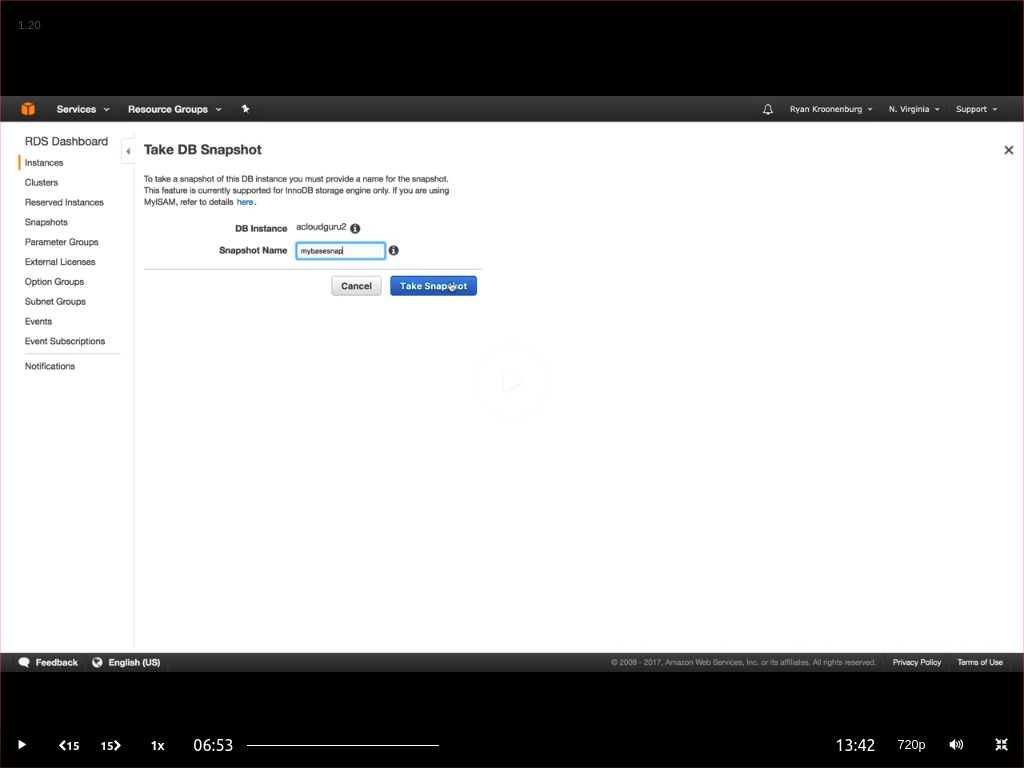 1.20
Services Resource Groups Ryan Kroonenburg N. Virginia Support
RDS Dashboard
Instances
Clusters
Reserved Instances
Snapshots
Parameter Groups
External Licenses
Option Groups
Subnet Groups
Events
Event Subscriptions
Notifications
Take DB Snapshot
To take a snapshot of this DB instance you must provide a name for the snapshot.
This feature is currently supported for InnoDB storage engine only. If you are using
MyISAM, refer to details here.
DB Instance acloudguru2
Snapshot Name mybasesnap
Cancel Take Snapshot
Feedback English (US) © 2008 - 2017, Amazon Web Services, Inc. or its affiliates. All rights reserved. Privacy Policy Terms of Use
15 15 1x 06:53 13:42 720p